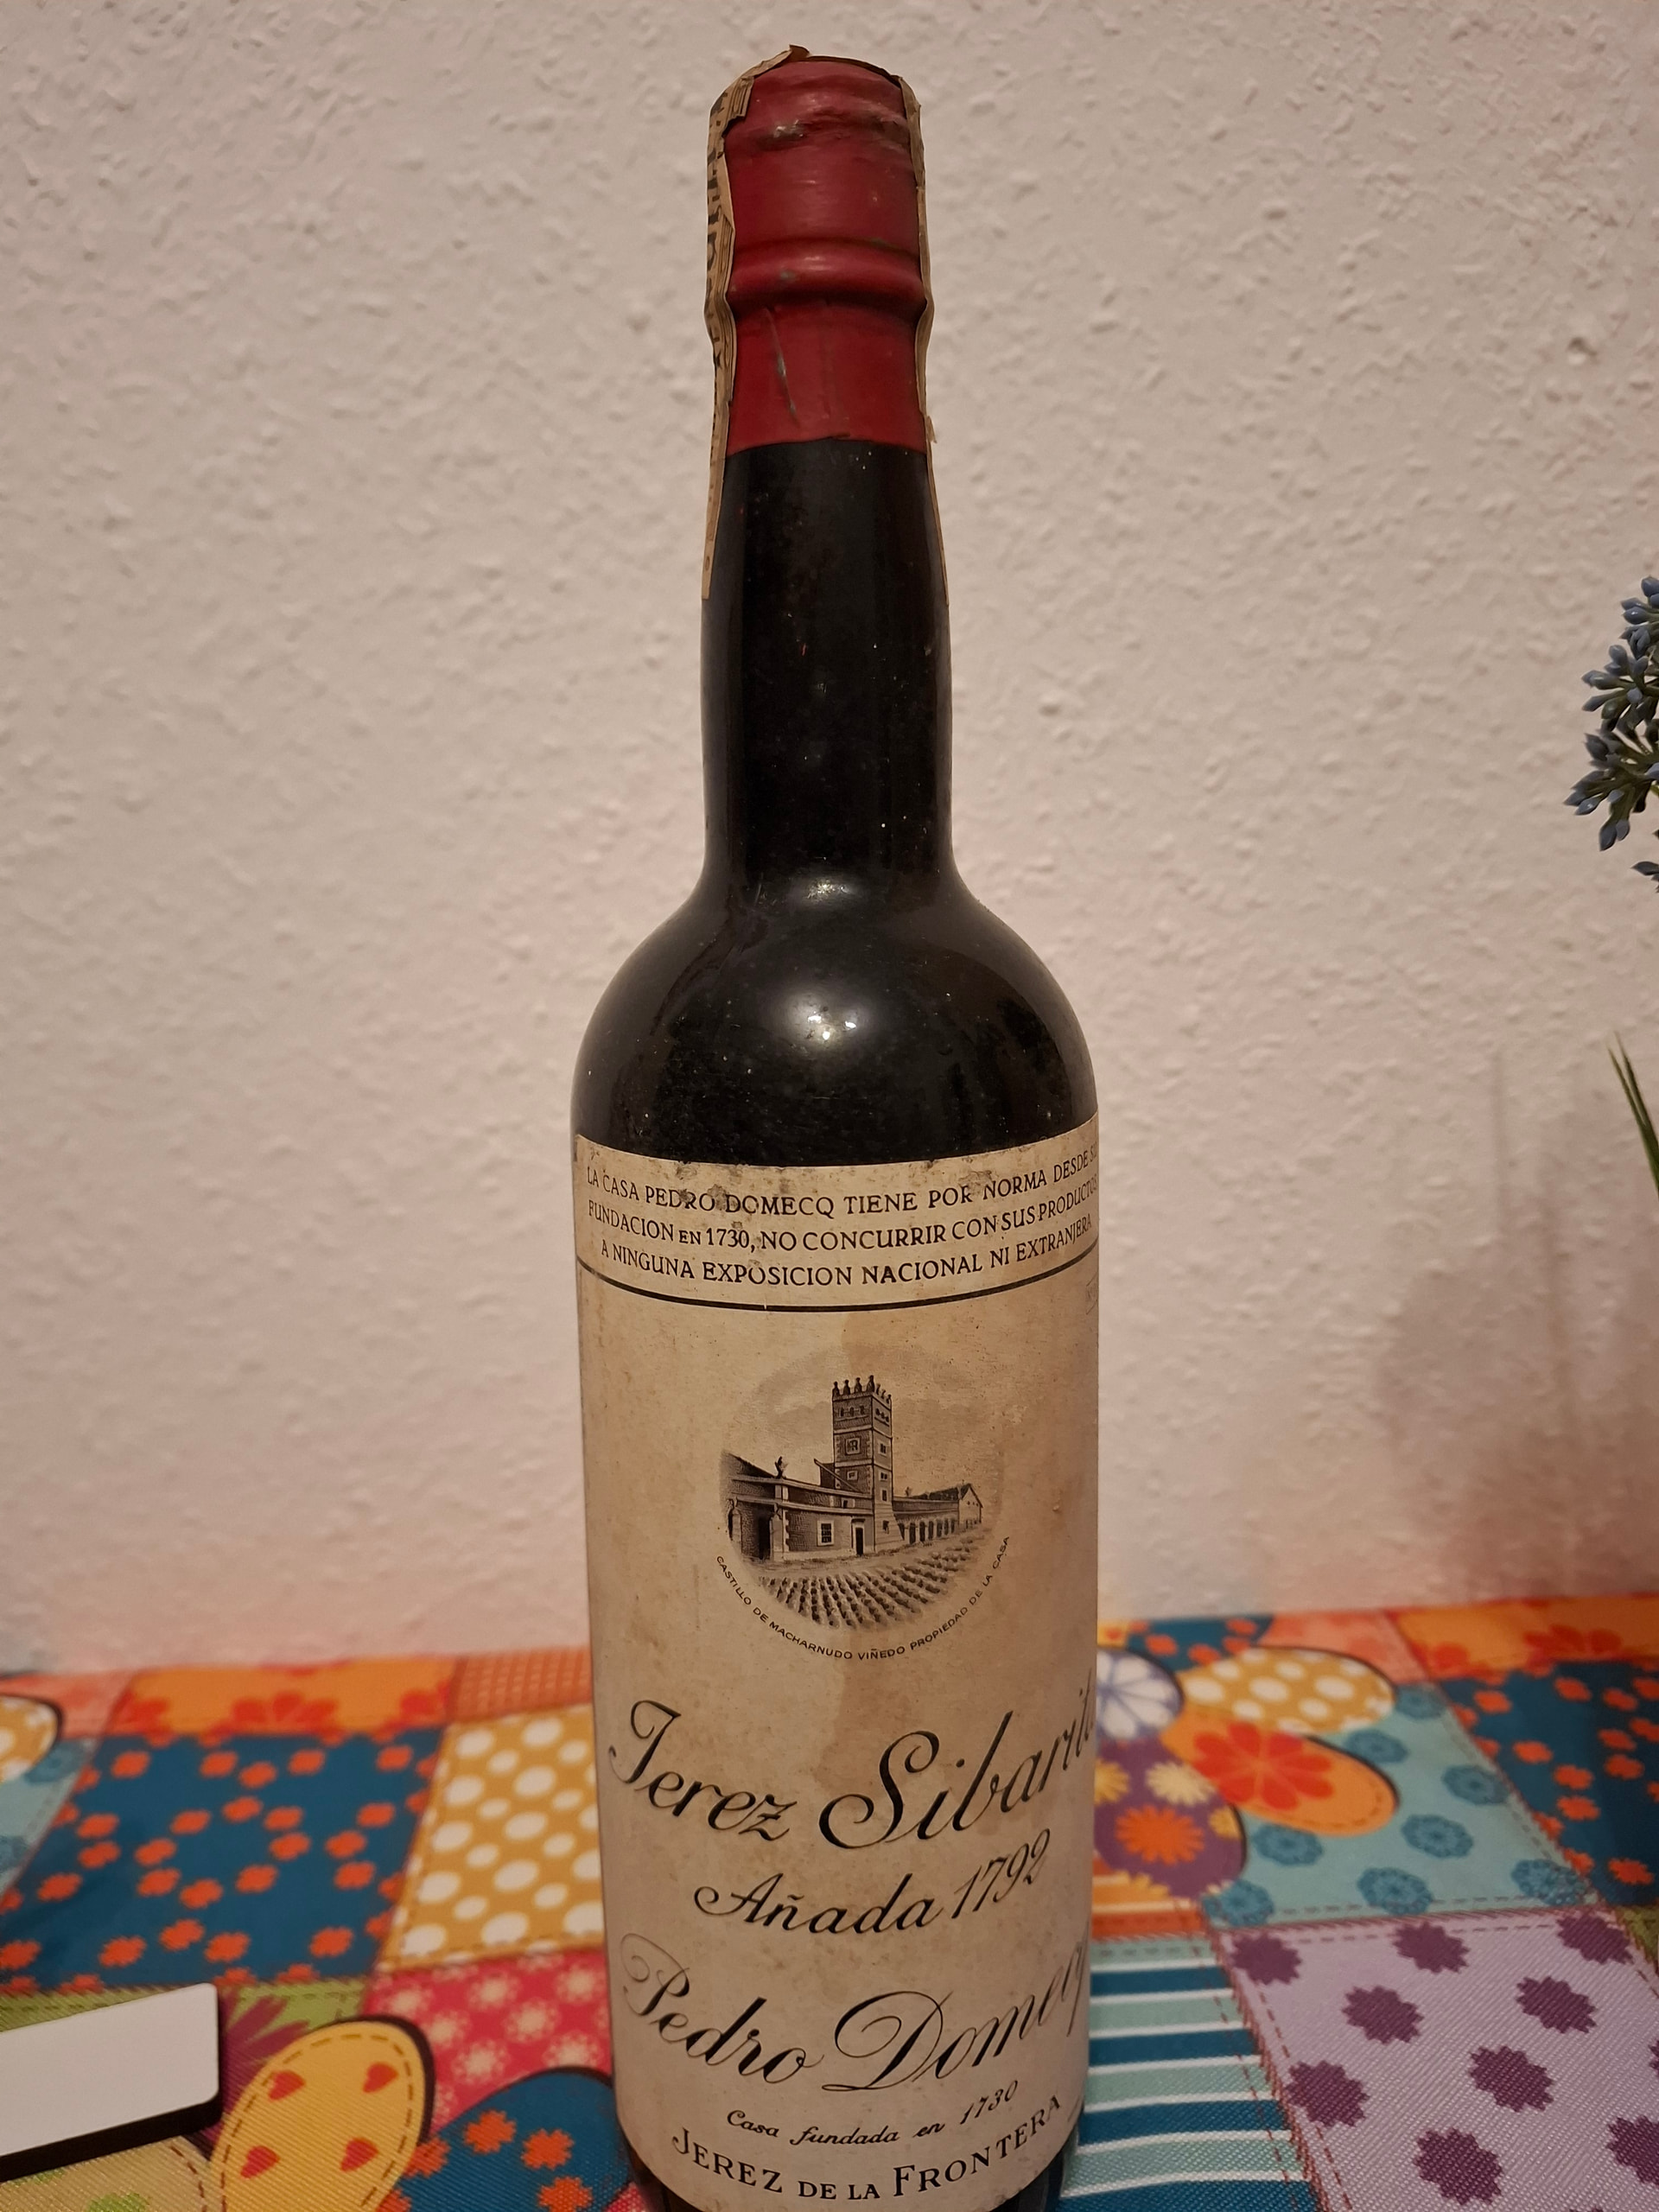 LA CASA PEDRO DOMECQ TIENE POR NORMA DESDE SU
FUNDACION EN 1730, NO CONCURRIR CON SUS PRODUCTOS
A NINGUNA EXPOSICION NACIONAL NI EXTRANJERA
CASTILLO DE MACHARNUDO VIÑEDO PROPIEDAD DE LA CASA
Jerez Sibarita
Añada 1792
Pedro Domecq
Casa fundada en 1730
JEREZ DE LA FRONTERA